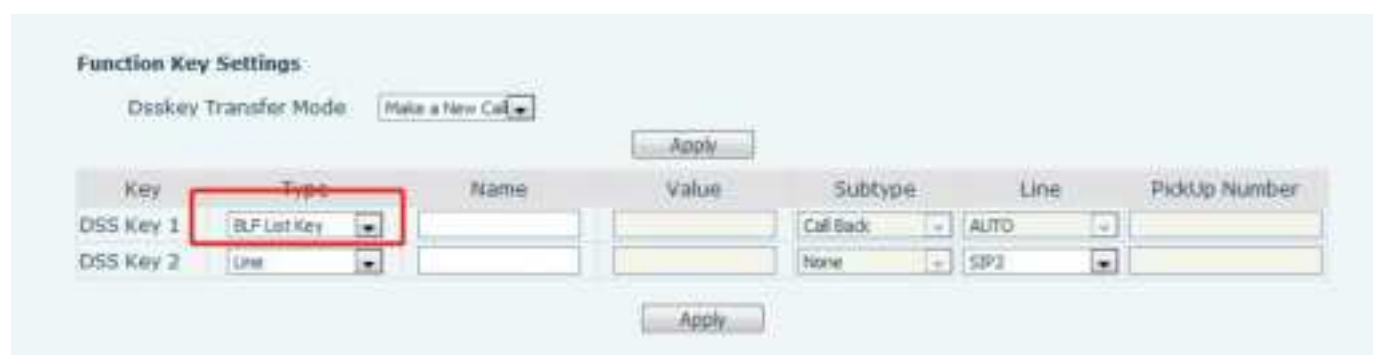 Function Key Settings
Dsskey Transfer Mode Make a New Call
Apply
Key Type Name Value Subtype Line PickUp Number
DSS Key 1 BLF List Key Call Back AUTO
DSS Key 2 Line None SIP2
Apply